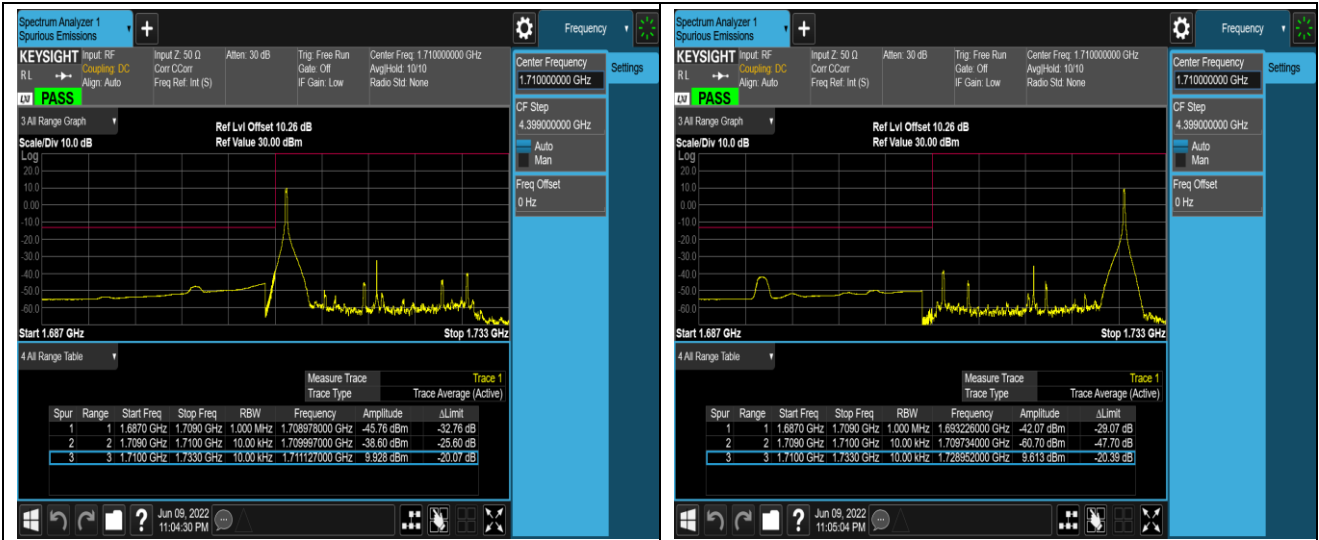 Spectrum Analyzer 1
Spurious Emissions
+
Frequency
KEYSIGHT Input: RF Input Z: 50 Ω Atten: 30 dB Trig: Free Run Center Freq: 1.710000000 GHz
RL Coupling: DC Corr CCorr Gate: Off Avg|Hold: 10/10
Align: Auto Freq Ref: Int (S) IF Gain: Low Radio Std: None
LXI PASS
Center Frequency
1.710000000 GHz
Settings
CF Step
4.399000000 GHz
Auto
Man
Freq Offset
0 Hz
3 All Range Graph
Ref Lvl Offset 10.26 dB
Scale/Div 10.0 dB Ref Value 30.00 dBm
Log
20.0
10.0
0.00
-10.0
-20.0
-30.0
-40.0
-50.0
-60.0
Start 1.687 GHz Stop 1.733 GHz
4 All Range Table
Measure Trace Trace 1
Trace Type Trace Average (Active)
Spur Range Start Freq Stop Freq RBW Frequency Amplitude ΔLimit
1 1 1.6870 GHz 1.7090 GHz 1.000 MHz 1.708978000 GHz -45.76 dBm -32.76 dB
2 2 1.7090 GHz 1.7100 GHz 10.00 kHz 1.709997000 GHz -38.60 dBm -25.60 dB
3 3 1.7100 GHz 1.7330 GHz 10.00 kHz 1.711127000 GHz 9.928 dBm -20.07 dB
?
Jun 09, 2022
11:04:30 PM
Spectrum Analyzer 1
Spurious Emissions
+
Frequency
KEYSIGHT Input: RF Input Z: 50 Ω Atten: 30 dB Trig: Free Run Center Freq: 1.710000000 GHz
RL Coupling: DC Corr CCorr Gate: Off Avg|Hold: 10/10
Align: Auto Freq Ref: Int (S) IF Gain: Low Radio Std: None
LXI PASS
Center Frequency
1.710000000 GHz
Settings
CF Step
4.399000000 GHz
Auto
Man
Freq Offset
0 Hz
3 All Range Graph
Ref Lvl Offset 10.26 dB
Scale/Div 10.0 dB Ref Value 30.00 dBm
Log
20.0
10.0
0.00
-10.0
-20.0
-30.0
-40.0
-50.0
-60.0
Start 1.687 GHz Stop 1.733 GHz
4 All Range Table
Measure Trace Trace 1
Trace Type Trace Average (Active)
Spur Range Start Freq Stop Freq RBW Frequency Amplitude ΔLimit
1 1 1.6870 GHz 1.7090 GHz 1.000 MHz 1.693226000 GHz -42.07 dBm -29.07 dB
2 2 1.7090 GHz 1.7100 GHz 10.00 kHz 1.709734000 GHz -60.70 dBm -47.70 dB
3 3 1.7100 GHz 1.7330 GHz 10.00 kHz 1.728952000 GHz 9.613 dBm -20.39 dB
?
Jun 09, 2022
11:05:04 PM